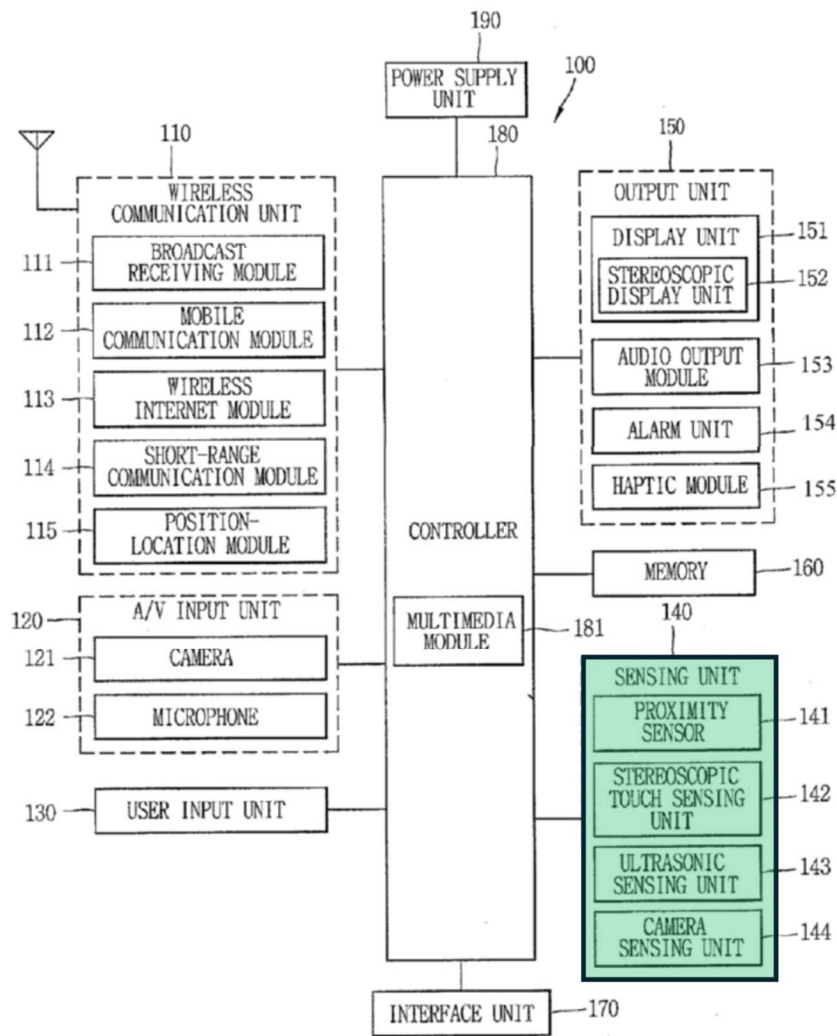 190
POWER SUPPLY
UNIT
100
110
180
150
WIRELESS
COMMUNICATION UNIT
111
BROADCAST
RECEIVING MODULE
112
MOBILE
COMMUNICATION MODULE
113
WIRELESS
INTERNET MODULE
114
SHORT-RANGE
COMMUNICATION MODULE
115
POSITION-
LOCATION MODULE
120
A/V INPUT UNIT
121
CAMERA
122
MICROPHONE
130
USER INPUT UNIT
CONTROLLER
MULTIMEDIA
MODULE
181
OUTPUT UNIT
DISPLAY UNIT
151
STEREOSCOPIC
DISPLAY UNIT
152
AUDIO OUTPUT
MODULE
153
ALARM UNIT
154
HAPTIC MODULE
155
MEMORY
160
140
SENSING UNIT
PROXIMITY
SENSOR
141
STEREOSCOPIC
TOUCH SENSING
UNIT
142
ULTRASONIC
SENSING UNIT
143
CAMERA
SENSING UNIT
144
INTERFACE UNIT
170